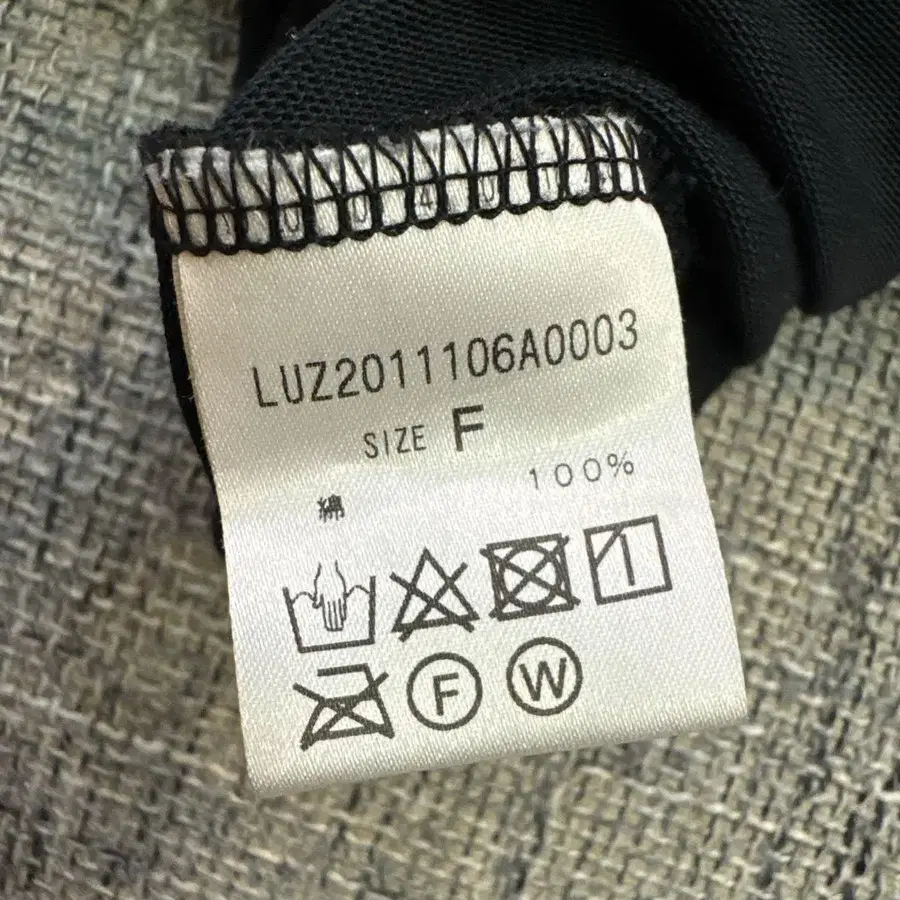 LUZ2011106A0003
SIZE F
綿 100%
F W